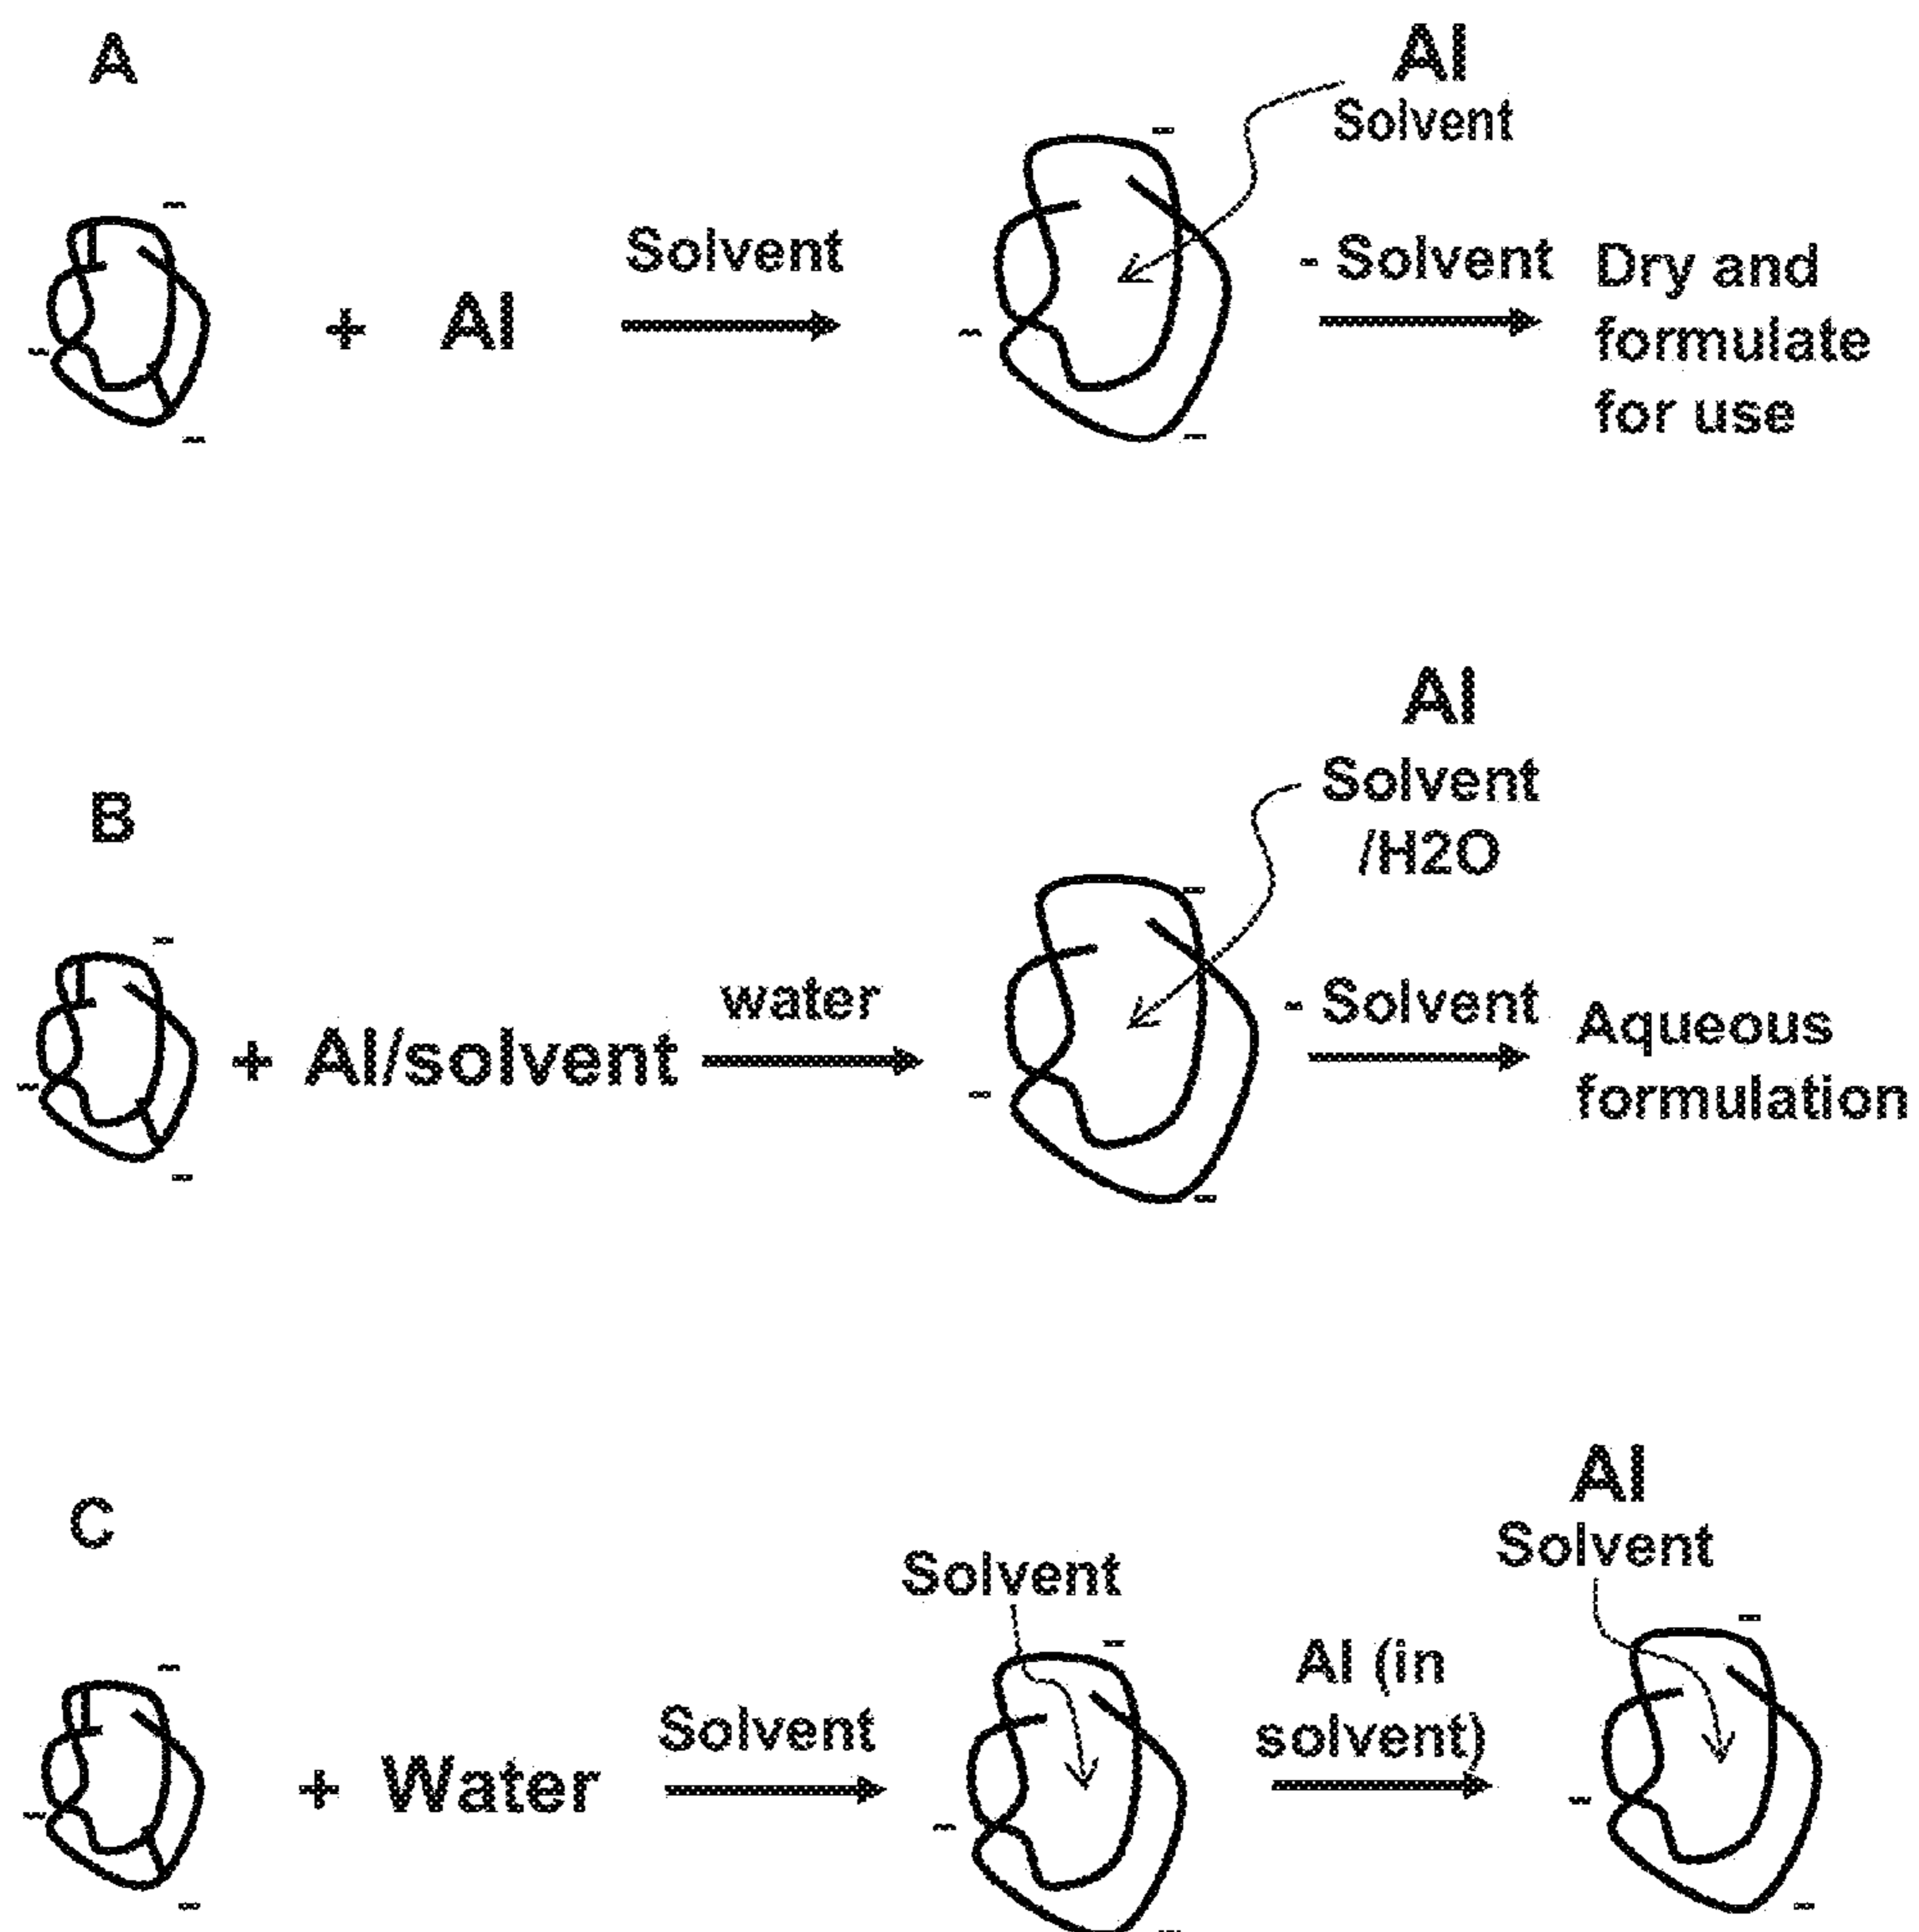 A
AI
Solvent
+ AI
Solvent
- Solvent
Dry and
formulate
for use
B
AI
Solvent
/H2O
+ AI/solvent
water
- Solvent
Aqueous
formulation
C
+ Water
Solvent
Solvent
AI (in
solvent)
AI
Solvent